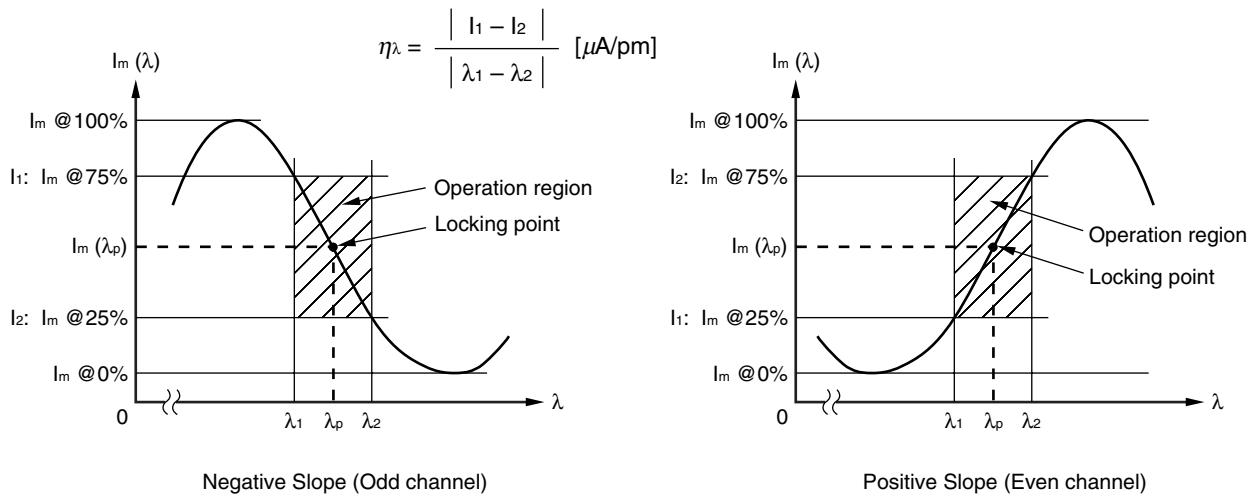 ηλ = | I1 – I2 | / | λ1 – λ2 | [μA/pm]
Im (λ)
Im @100%
I1: Im @75%
Im (λp)
I2: Im @25%
Im @0%
0
λ1 λp λ2
λ
Operation region
Locking point
Negative Slope (Odd channel)
Im (λ)
Im @100%
I2: Im @75%
Im (λp)
I1: Im @25%
Im @0%
0
λ1 λp λ2
λ
Operation region
Locking point
Positive Slope (Even channel)